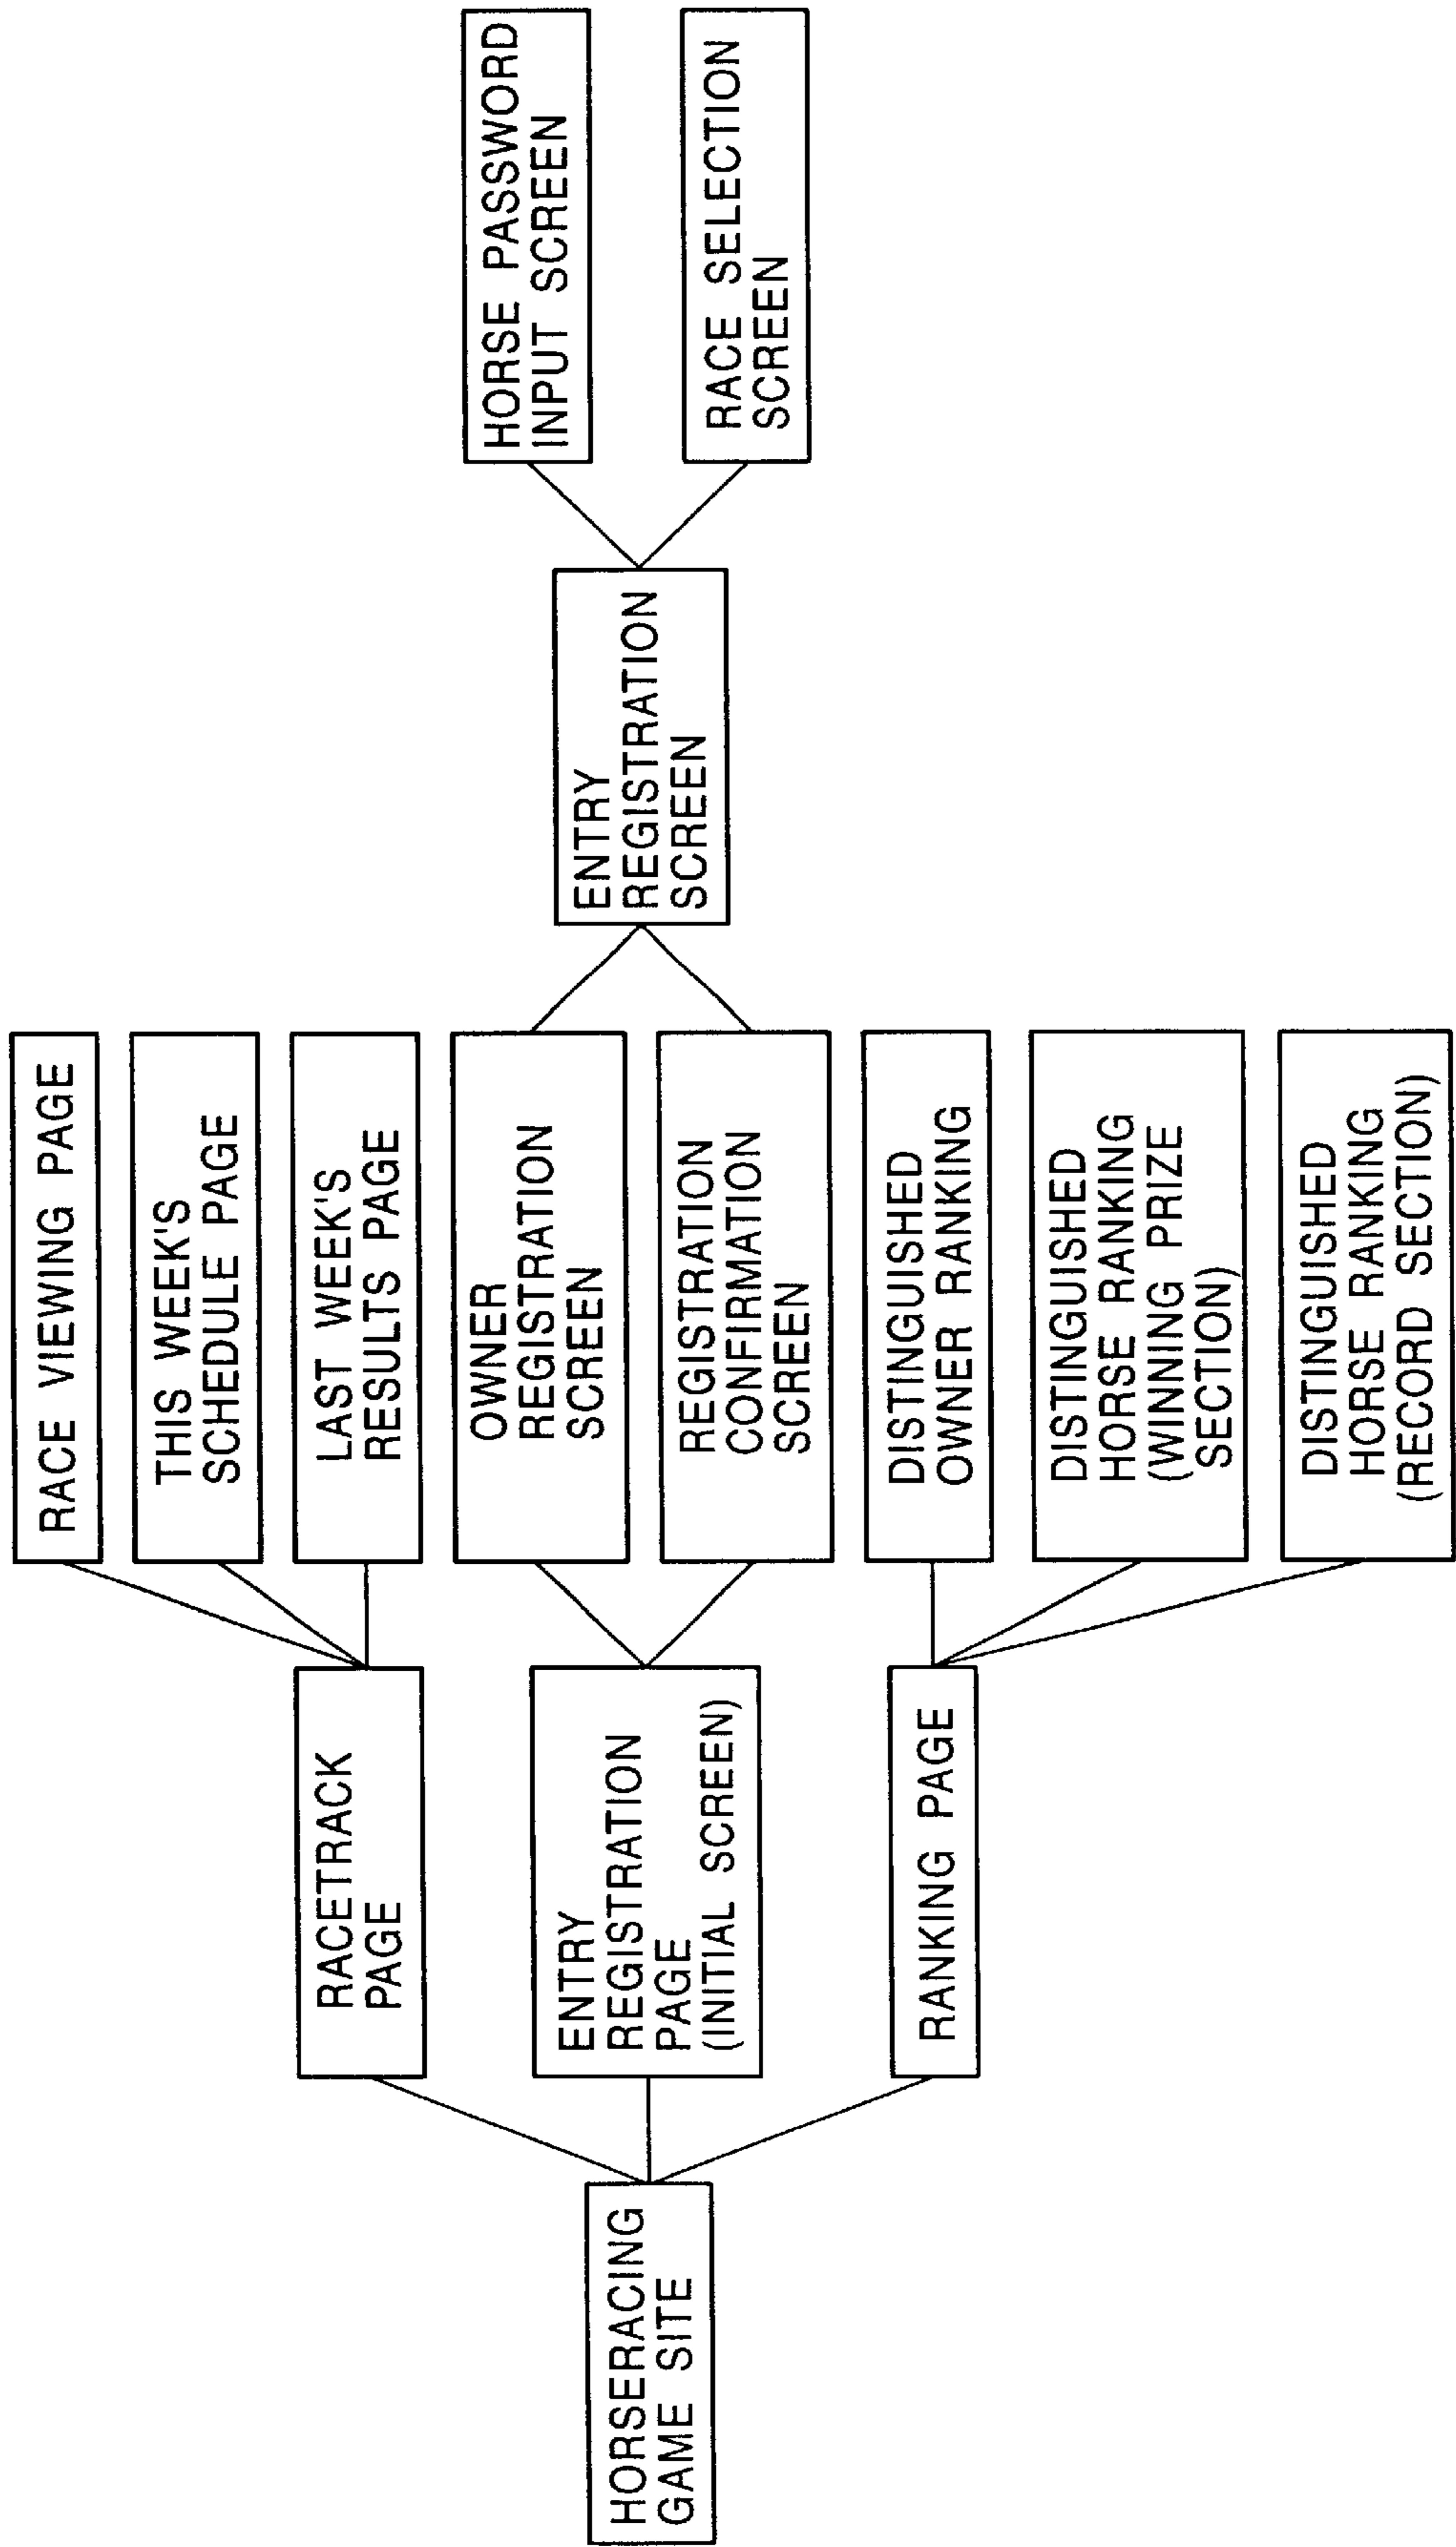 HORSERACING
GAME SITE
RACETRACK
PAGE
ENTRY
REGISTRATION
PAGE
(INITIAL SCREEN)
RANKING PAGE
RACE VIEWING PAGE
THIS WEEK'S
SCHEDULE PAGE
LAST WEEK'S
RESULTS PAGE
OWNER
REGISTRATION
SCREEN
REGISTRATION
CONFIRMATION
SCREEN
DISTINGUISHED
OWNER RANKING
DISTINGUISHED
HORSE RANKING
(WINNING PRIZE
SECTION)
DISTINGUISHED
HORSE RANKING
(RECORD SECTION)
ENTRY
REGISTRATION
SCREEN
HORSE PASSWORD
INPUT SCREEN
RACE SELECTION
SCREEN